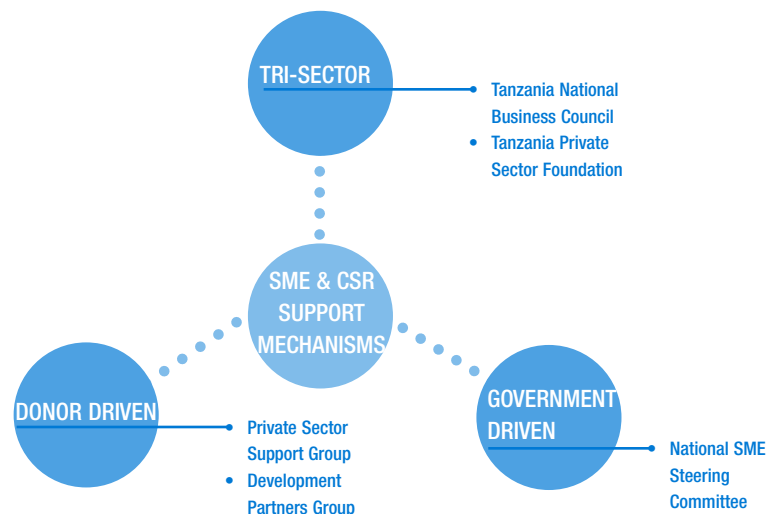 TRI-SECTOR
• Tanzania National
Business Council
• Tanzania Private
Sector Foundation
SME & CSR
SUPPORT
MECHANISMS
DONOR DRIVEN
• Private Sector
Support Group
• Development
Partners Group
GOVERNMENT
DRIVEN
• National SME
Steering
Committee